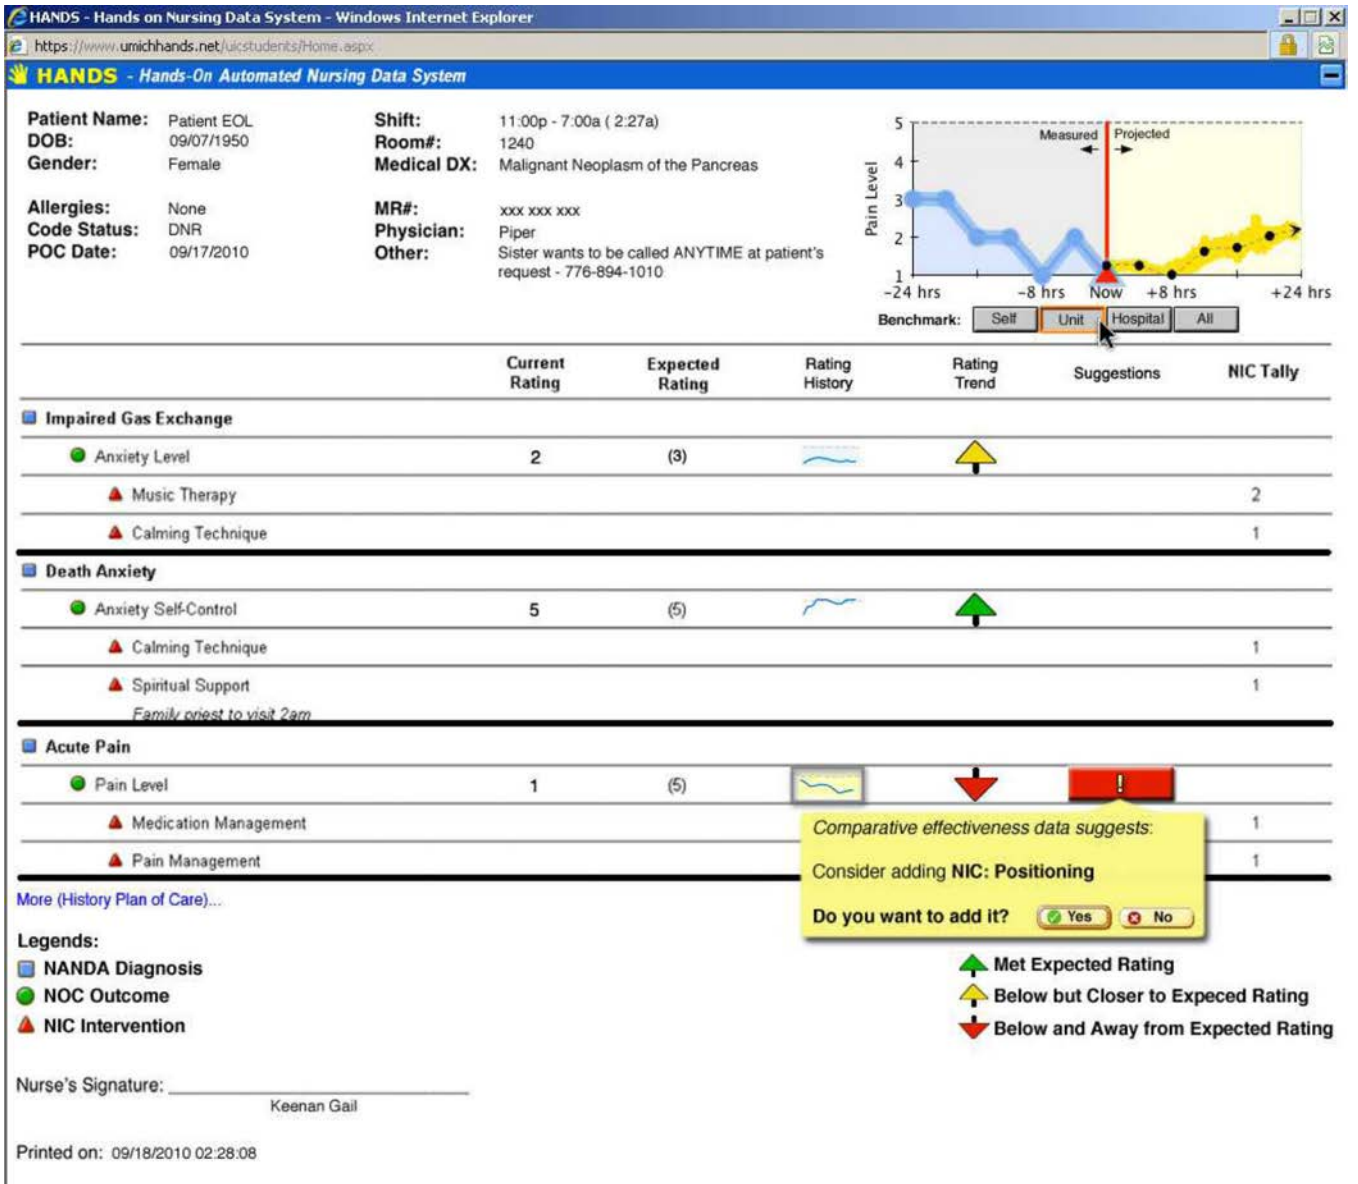 HANDS - Hands on Nursing Data System - Windows Internet Explorer
https://www.umichhands.net/uicstudents/Home.aspx
HANDS - Hands-On Automated Nursing Data System
Patient Name: Patient EOL
DOB: 09/07/1950
Gender: Female
Allergies: None
Code Status: DNR
POC Date: 09/17/2010
Shift: 11:00p - 7:00a ( 2:27a)
Room#: 1240
Medical DX: Malignant Neoplasm of the Pancreas
MR#: xxx xxx xxx
Physician: Piper
Other: Sister wants to be called ANYTIME at patient's
request - 776-894-1010
Pain Level
5
4
3
2
1
Measured Projected
-24 hrs -8 hrs Now +8 hrs +24 hrs
Benchmark: Self Unit Hospital All
Current Rating Expected Rating Rating History Rating Trend Suggestions NIC Tally
Impaired Gas Exchange
Anxiety Level 2 (3)
Music Therapy 2
Calming Technique 1
Death Anxiety
Anxiety Self-Control 5 (5)
Calming Technique 1
Spiritual Support 1
Family priest to visit 2am
Acute Pain
Pain Level 1 (5) !
Medication Management 1
Pain Management 1
Comparative effectiveness data suggests:
Consider adding NIC: Positioning
Do you want to add it? Yes No
More (History Plan of Care)...
Legends:
NANDA Diagnosis
NOC Outcome
NIC Intervention
Met Expected Rating
Below but Closer to Expeced Rating
Below and Away from Expected Rating
Nurse's Signature:
Keenan Gail
Printed on: 09/18/2010 02:28:08